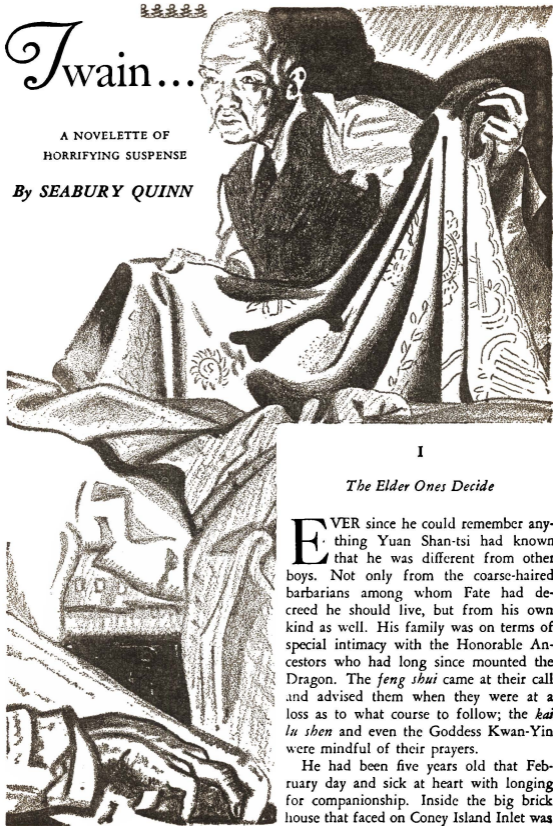 Twain...
A NOVELETTE OF
HORRIFYING SUSPENSE
By SEABURY QUINN
I
The Elder Ones Decide
EVER since he could remember any-
thing Yuan Shan-tsi had known
that he was different from other
boys. Not only from the coarse-haired
barbarians among whom Fate had de-
creed he should live, but from his own
kind as well. His family was on terms of
special intimacy with the Honorable An-
cestors who had long since mounted the
Dragon. The feng shui came at their call
and advised them when they were at a
loss as to what course to follow; the kai
lu shen and even the Goddess Kwan-Yin
were mindful of their prayers.
He had been five years old that Feb-
ruary day and sick at heart with longing
for companionship. Inside the big brick
house that faced on Coney Island Inlet was